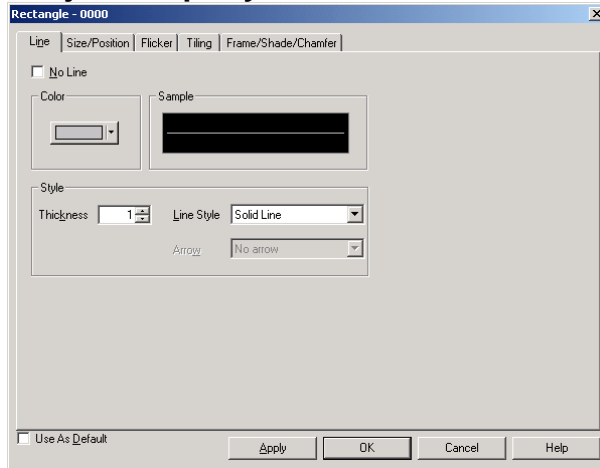 Rectangle - 0000
Line Size/Position Flicker Tiling Frame/Shade/Chamfer
No Line
Color Sample
Style
Thickness 1 Line Style Solid Line
Arrow No arrow
Use As Default Apply OK Cancel Help